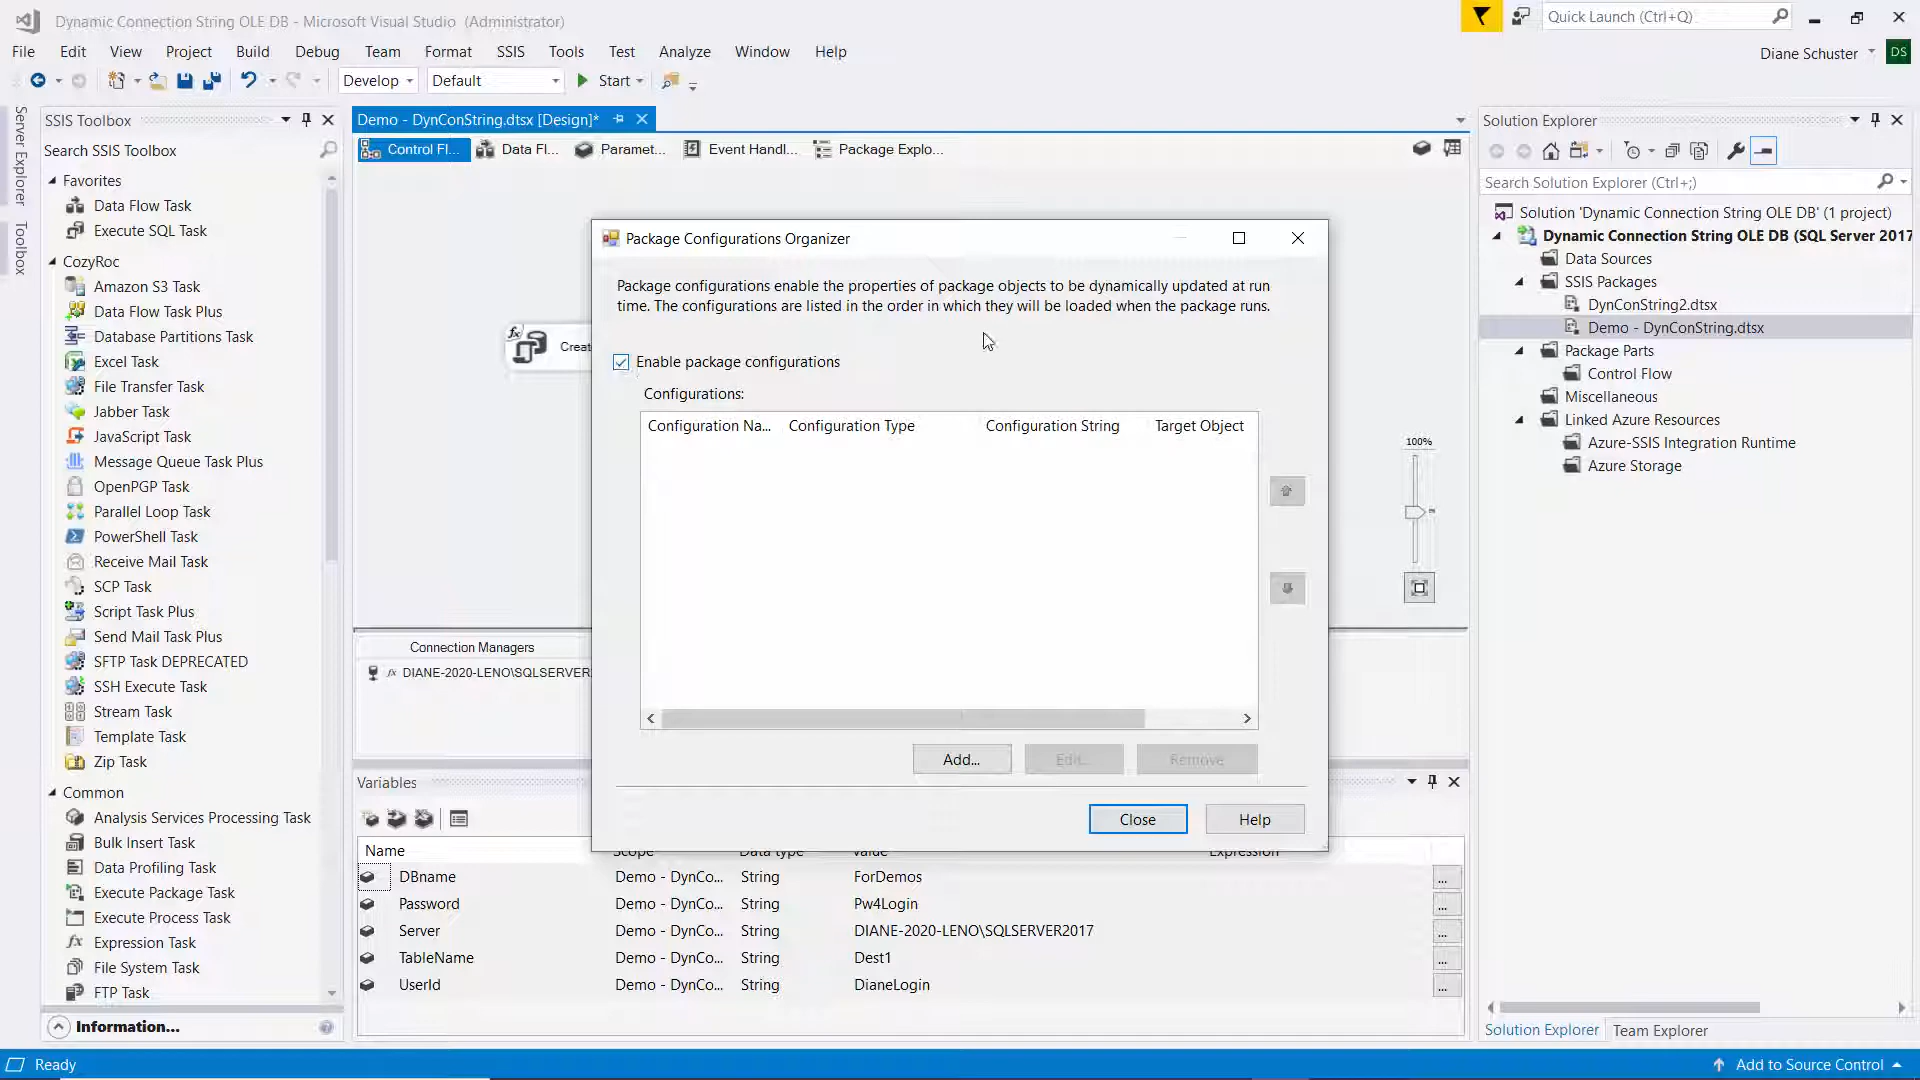 Dynamic Connection String OLE DB - Microsoft Visual Studio (Administrator)
Quick Launch (Ctrl+Q)
File Edit View Project Build Debug Team Format SSIS Tools Test Analyze Window Help
Diane Schuster DS
Develop Default Start
Server Explorer
Toolbox
SSIS Toolbox
Search SSIS Toolbox
Favorites
Data Flow Task
Execute SQL Task
CozyRoc
Amazon S3 Task
Data Flow Task Plus
Database Partitions Task
Excel Task
File Transfer Task
Jabber Task
JavaScript Task
Message Queue Task Plus
OpenPGP Task
Parallel Loop Task
PowerShell Task
Receive Mail Task
SCP Task
Script Task Plus
Send Mail Task Plus
SFTP Task DEPRECATED
SSH Execute Task
Stream Task
Template Task
Zip Task
Common
Analysis Services Processing Task
Bulk Insert Task
Data Profiling Task
Execute Package Task
Execute Process Task
Expression Task
File System Task
FTP Task
Information...
Demo - DynConString.dtsx [Design]*
Control Fl... Data Fl... Paramet... Event Handl... Package Explo...
fx Creat
100%
Package Configurations Organizer
Package configurations enable the properties of package objects to be dynamically updated at run
time. The configurations are listed in the order in which they will be loaded when the package runs.
Enable package configurations
Configurations:
Configuration Na... Configuration Type Configuration String Target Object
Add... Edit... Remove
Close Help
Connection Managers
fx DIANE-2020-LENO\SQLSERVER
Variables
Name Scope Data type Value Expression
DBname Demo - DynCo... String ForDemos ...
Password Demo - DynCo... String Pw4Login ...
Server Demo - DynCo... String DIANE-2020-LENO\SQLSERVER2017 ...
TableName Demo - DynCo... String Dest1 ...
UserId Demo - DynCo... String DianeLogin ...
Solution Explorer
Search Solution Explorer (Ctrl+;)
Solution 'Dynamic Connection String OLE DB' (1 project)
Dynamic Connection String OLE DB (SQL Server 2017
Data Sources
SSIS Packages
DynConString2.dtsx
Demo - DynConString.dtsx
Package Parts
Control Flow
Miscellaneous
Linked Azure Resources
Azure-SSIS Integration Runtime
Azure Storage
Solution Explorer Team Explorer
Ready
Add to Source Control